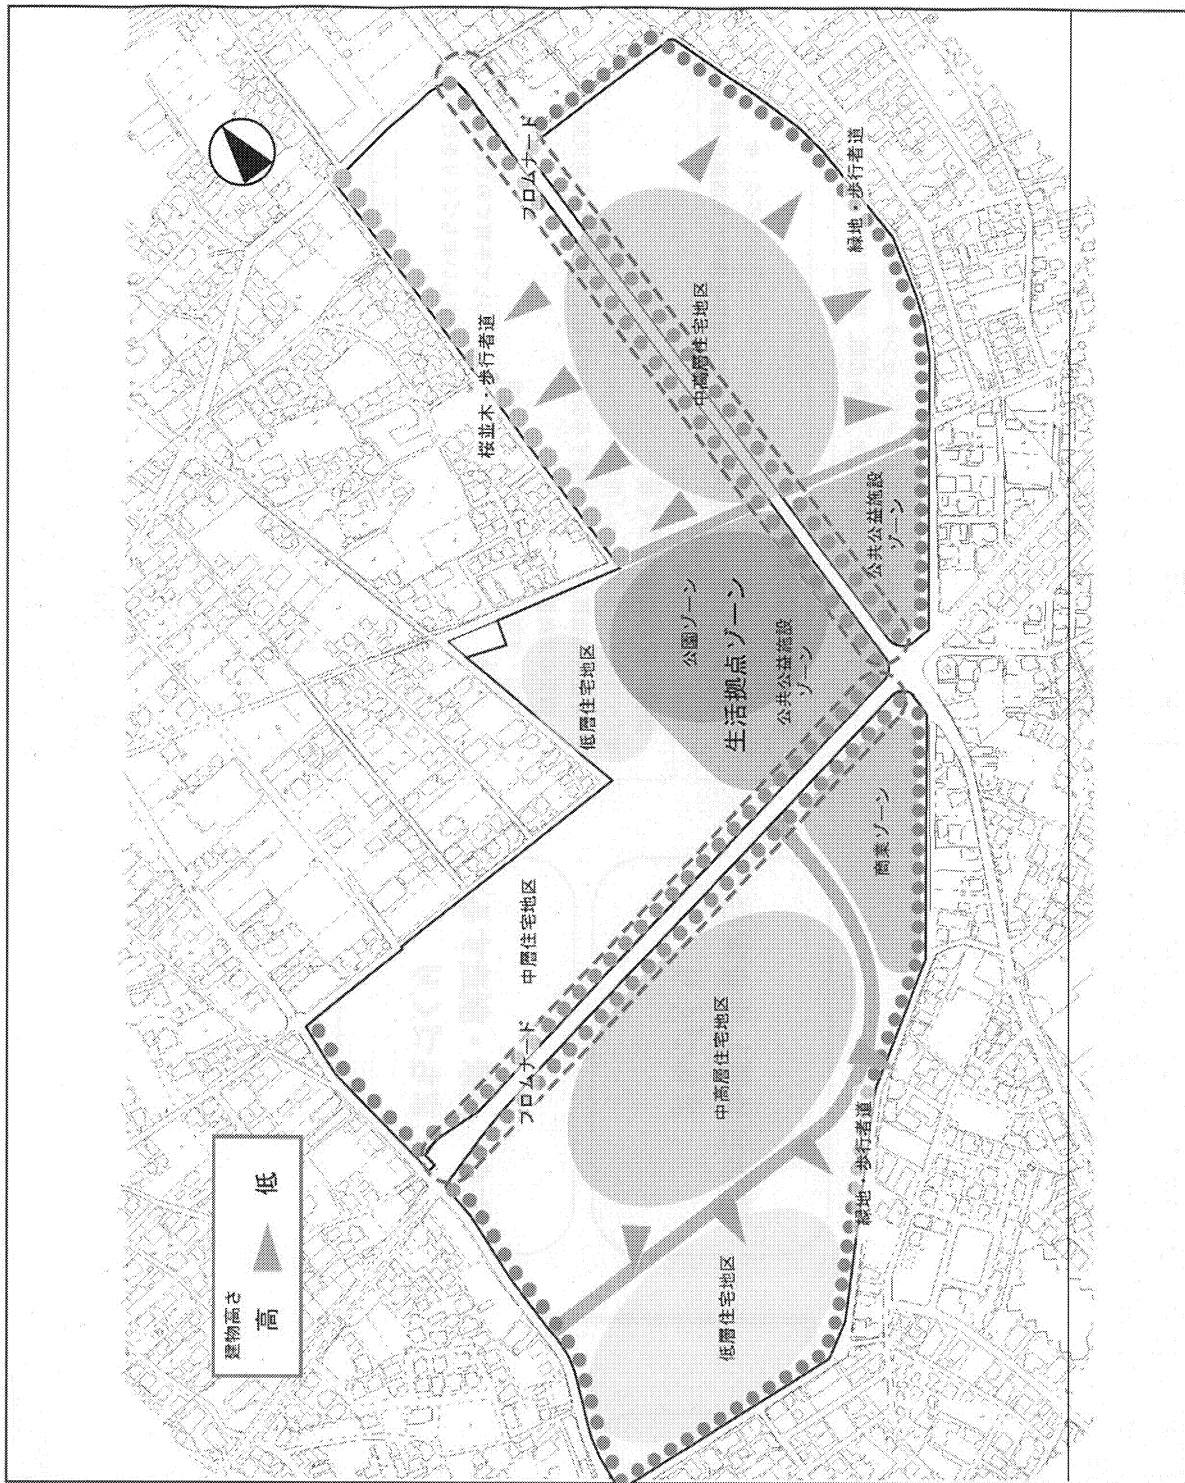 建物高さ
高 低
プロムナード
中層住宅地区
低層住宅地区
桜並木・歩行者道
プロムナード
低層住宅地区
中高層住宅地区
生活拠点ゾーン
公園ゾーン
公共公益施設
ゾーン
中高層住宅地区
緑地・歩行者道
商業ゾーン
公共公益施設
ゾーン
緑地・歩行者道